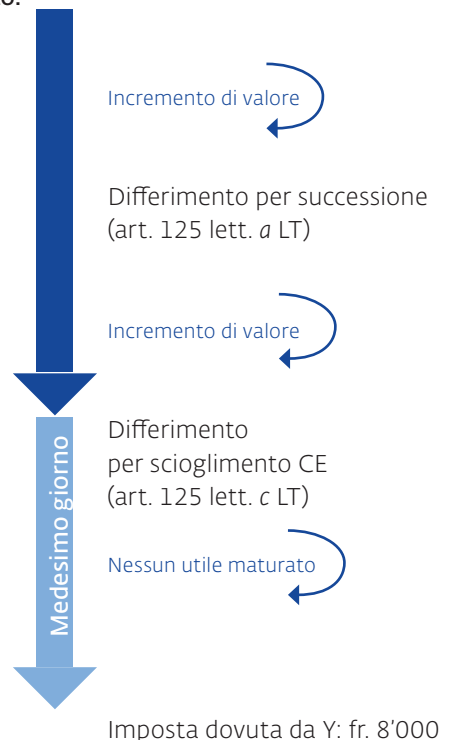 Incremento di valore
Differimento per successione
(art. 125 lett. a LT)
Incremento di valore
Differimento
per scioglimento CE
(art. 125 lett. c LT)
Medesimo giorno
Nessun utile maturato
Imposta dovuta da Y: fr. 8'000